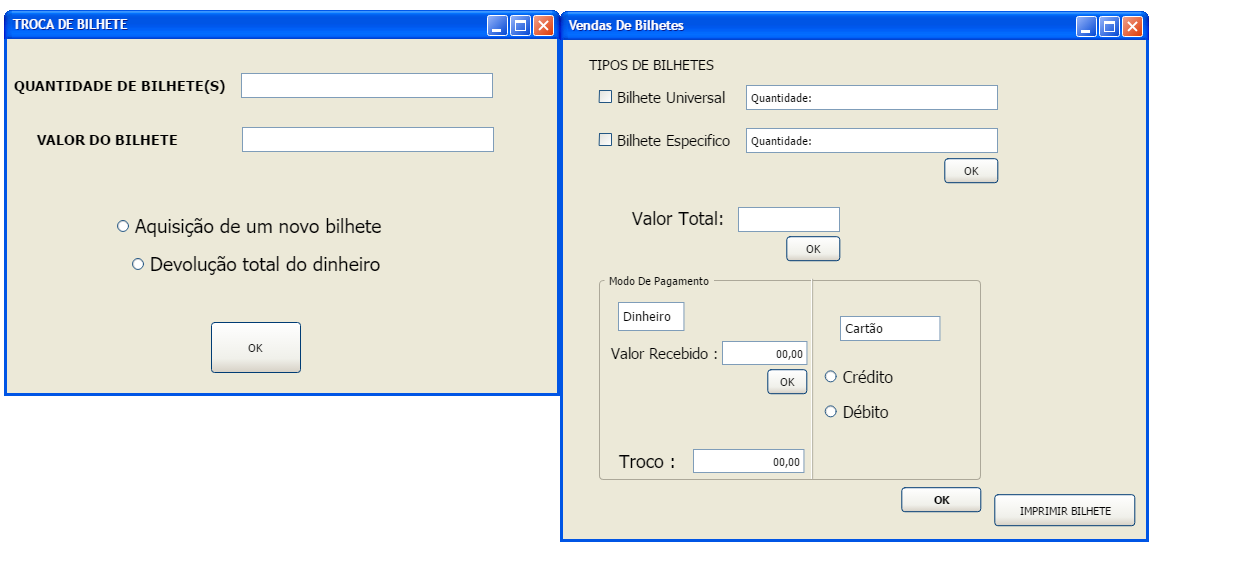 TROCA DE BILHETE
QUANTIDADE DE BILHETE(S)
VALOR DO BILHETE
Aquisição de um novo bilhete
Devolução total do dinheiro
OK
Vendas De Bilhetes
TIPOS DE BILHETES
Bilhete Universal
Quantidade:
Bilhete Especifico
Quantidade:
OK
Valor Total:
OK
Modo De Pagamento
Dinheiro
Valor Recebido : 00,00
OK
Troco : 00,00
Cartão
Crédito
Débito
OK
IMPRIMIR BILHETE